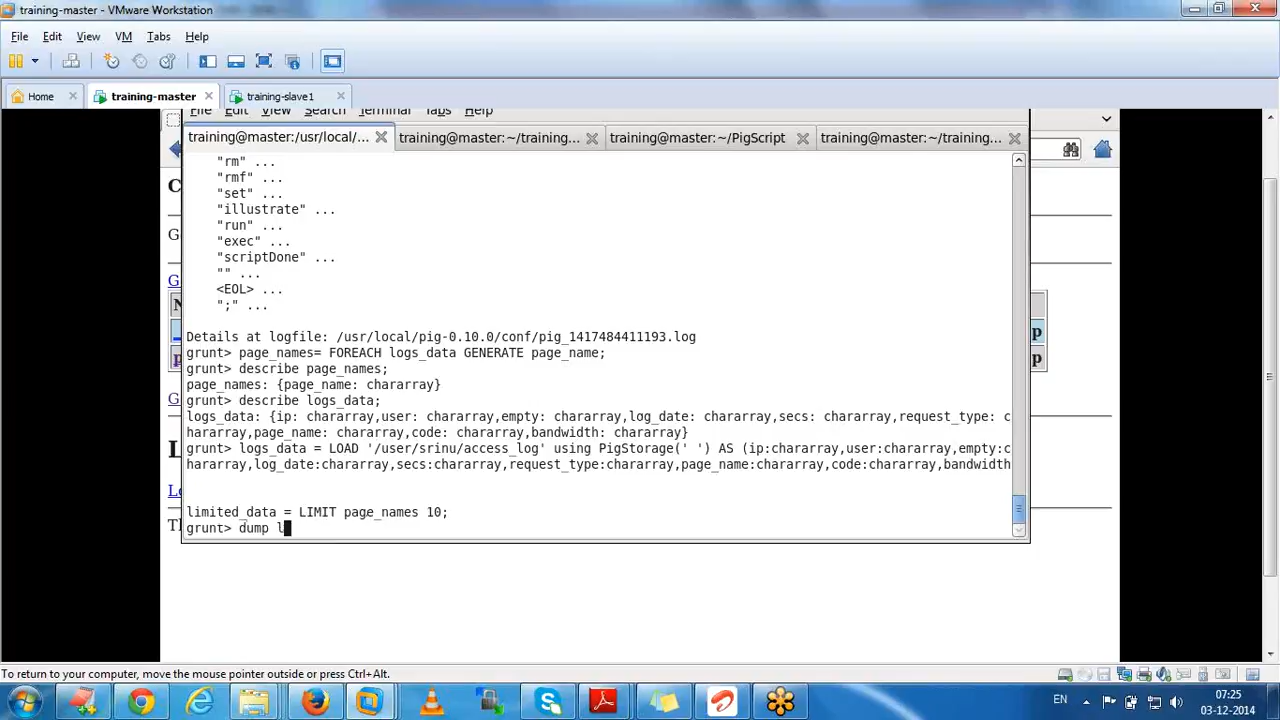 training-master - VMware Workstation
File Edit View VM Tabs Help
Home training-master training-slave1
File Edit View Search Terminal Tabs Help
training@master:/usr/local/... training@master:~/training... training@master:~/PigScript training@master:~/training...
"rm" ...
"rmf" ...
"set" ...
"illustrate" ...
"run" ...
"exec" ...
"scriptDone" ...
"" ...
<EOL> ...
";" ...
Details at logfile: /usr/local/pig-0.10.0/conf/pig_1417484411193.log
grunt> page_names= FOREACH logs_data GENERATE page_name;
grunt> describe page_names;
page_names: {page_name: chararray}
grunt> describe logs_data;
logs_data: {ip: chararray,user: chararray,empty: chararray,log_date: chararray,secs: chararray,request_type: c
hararray,page_name: chararray,code: chararray,bandwidth: chararray}
grunt> logs_data = LOAD '/user/srinu/access_log' using PigStorage(' ') AS (ip:chararray,user:chararray,empty:c
hararray,log_date:chararray,secs:chararray,request_type:chararray,page_name:chararray,code:chararray,bandwidth
limited_data = LIMIT page_names 10;
grunt> dump l
To return to your computer, move the mouse pointer outside or press Ctrl+Alt.
EN
07:25
03-12-2014